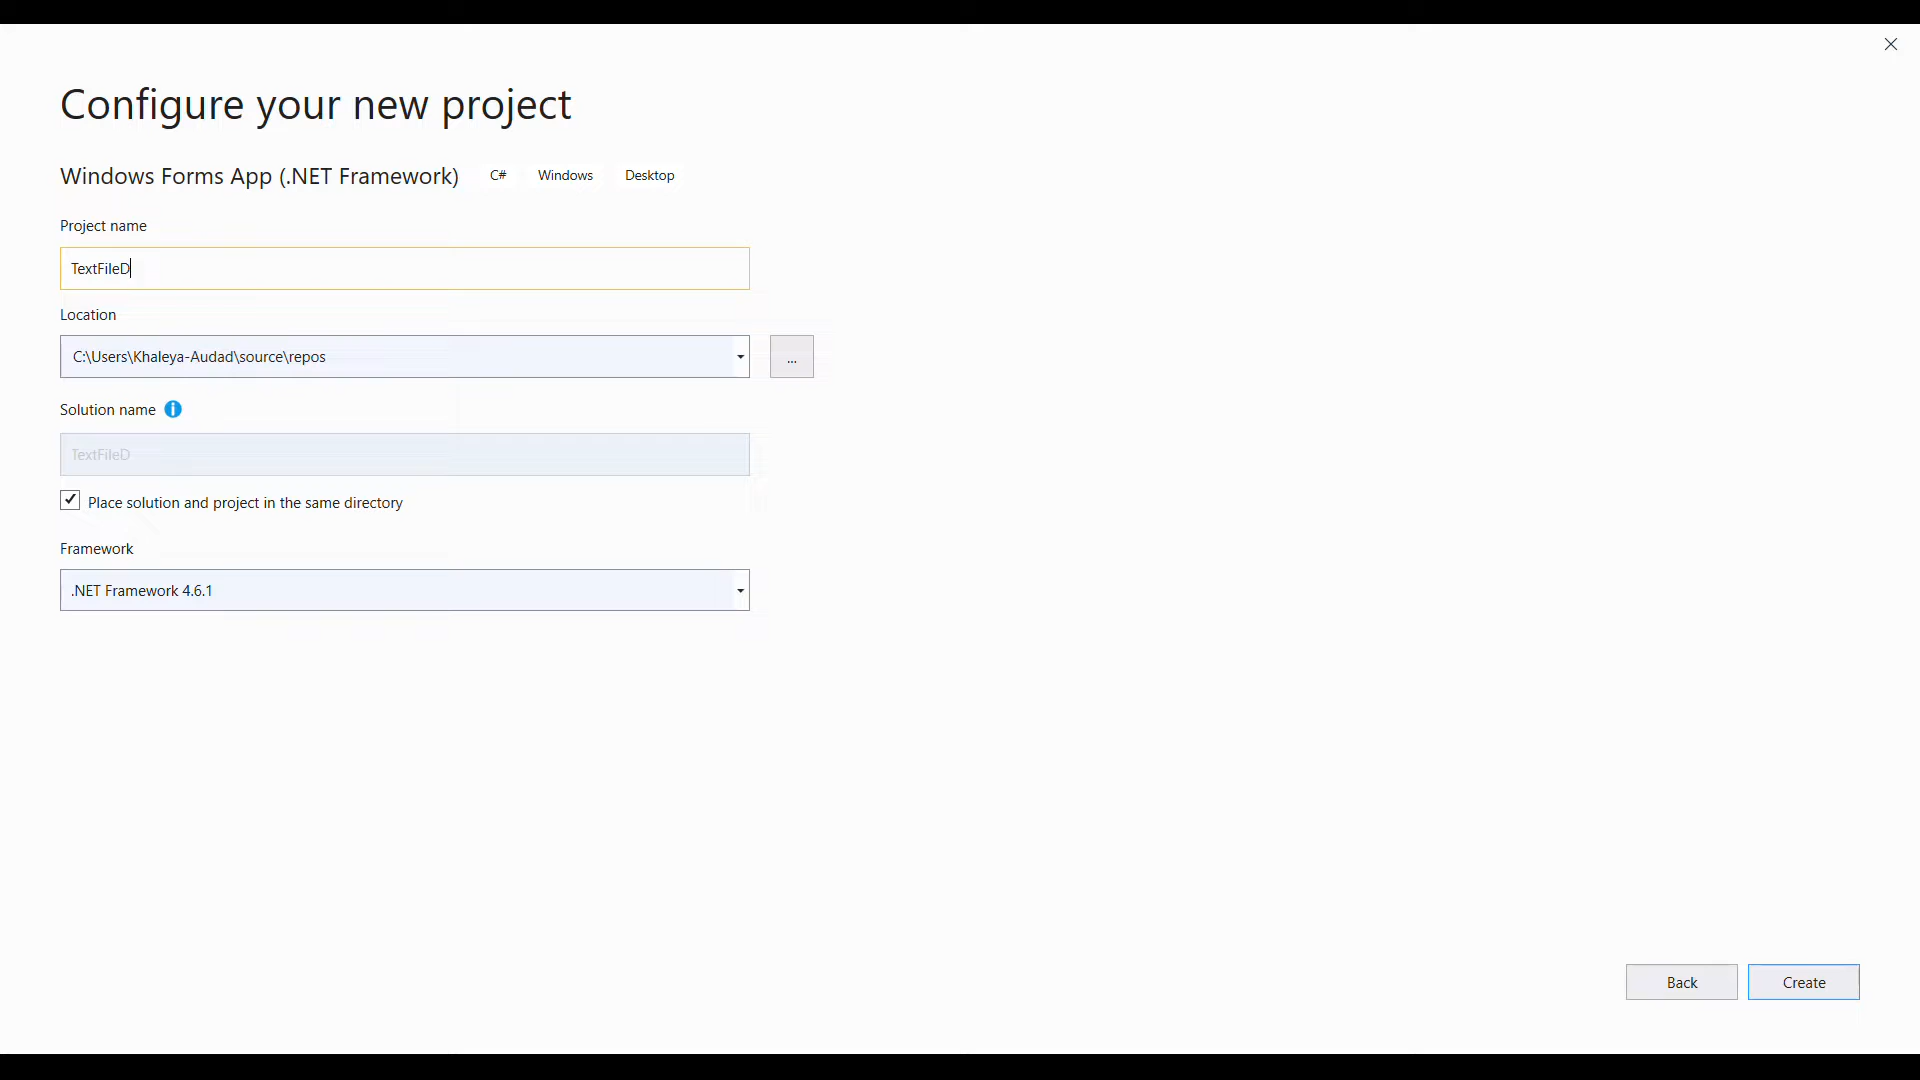 Configure your new project
Windows Forms App (.NET Framework) C# Windows Desktop
Project name
TextFileD
Location
C:\Users\Khaleya-Audad\source\repos
...
Solution name
TextFileD
Place solution and project in the same directory
Framework
.NET Framework 4.6.1
Back Create